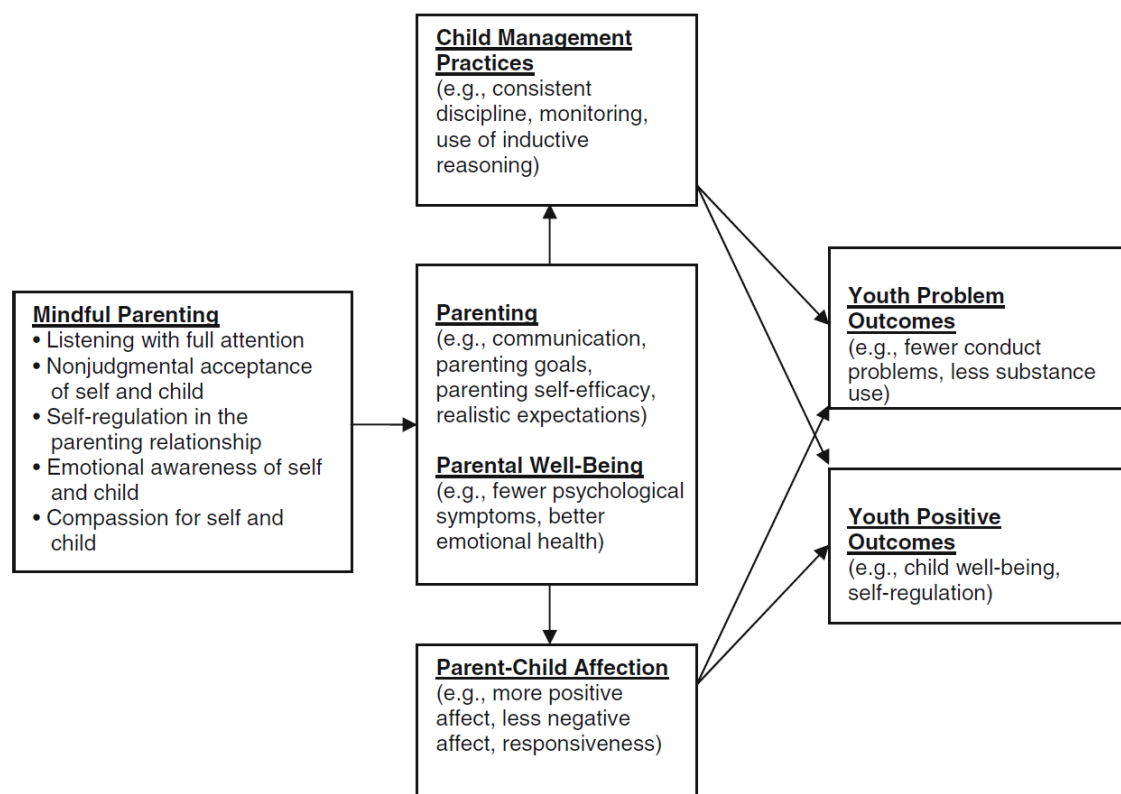 Child Management
Practices
(e.g., consistent
discipline, monitoring,
use of inductive
reasoning)
Mindful Parenting
• Listening with full attention
• Nonjudgmental acceptance
of self and child
• Self-regulation in the
parenting relationship
• Emotional awareness of self
and child
• Compassion for self and
child
Parenting
(e.g., communication,
parenting goals,
parenting self-efficacy,
realistic expectations)
Parental Well-Being
(e.g., fewer psychological
symptoms, better
emotional health)
Parent-Child Affection
(e.g., more positive
affect, less negative
affect, responsiveness)
Youth Problem
Outcomes
(e.g., fewer conduct
problems, less substance
use)
Youth Positive
Outcomes
(e.g., child well-being,
self-regulation)